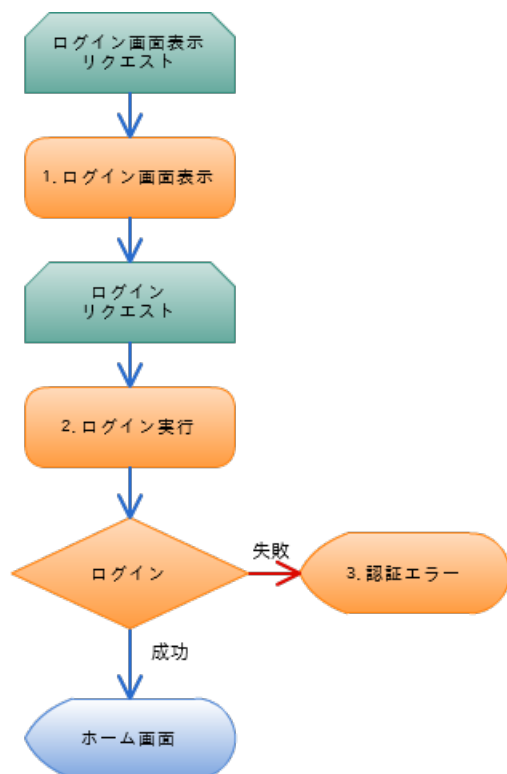 ログイン画面表示
リクエスト
1.ログイン画面表示
ログイン
リクエスト
2.ログイン実行
ログイン
失敗
3.認証エラー
成功
ホーム画面